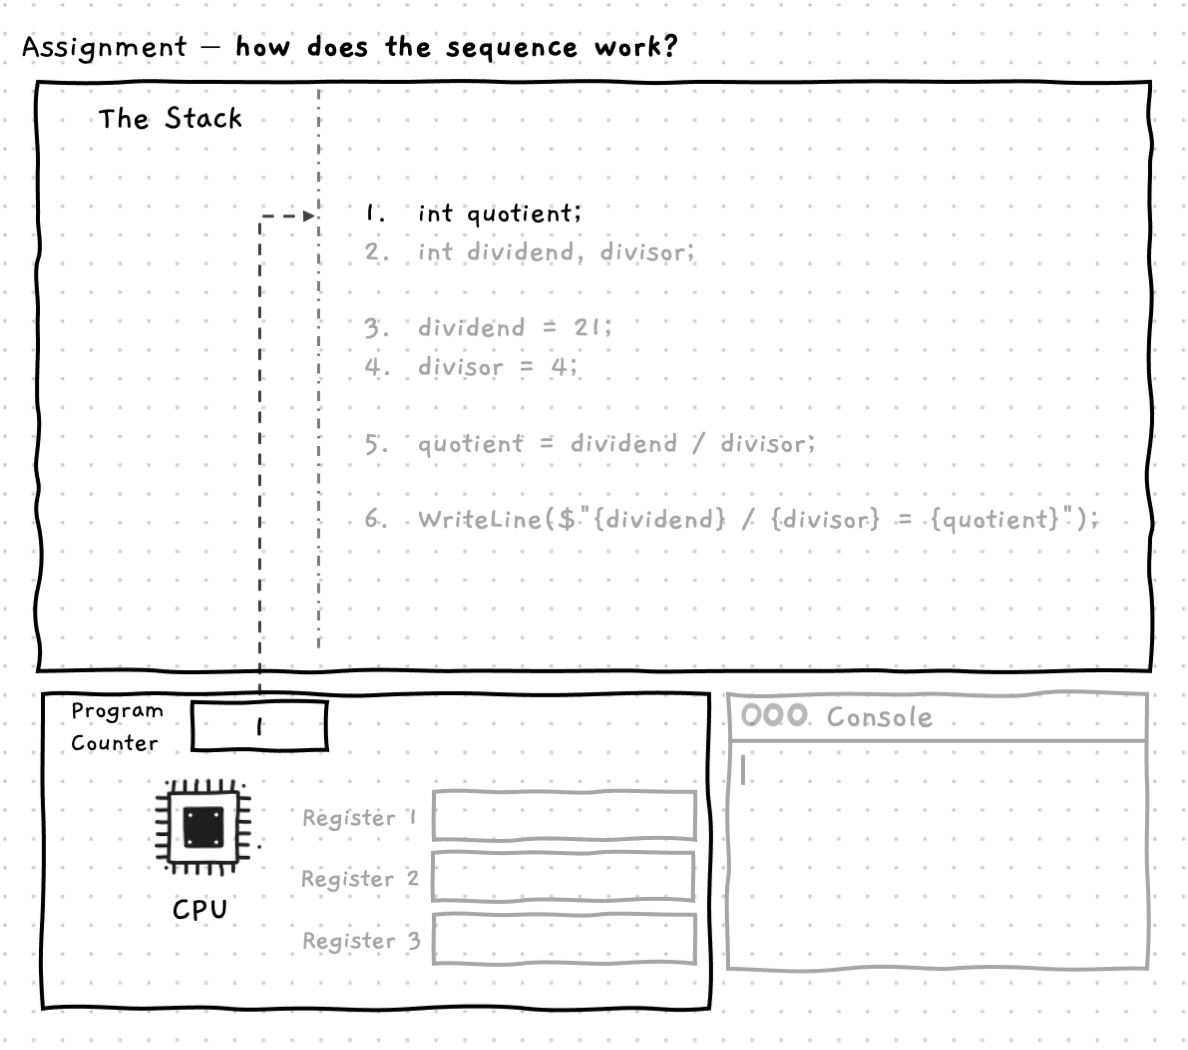 Assignment – how does the sequence work?
The Stack
1. int quotient;
2. int dividend, divisor;
3. dividend = 21;
4. divisor = 4;
5. quotient = dividend / divisor;
6. WriteLine($"{dividend} / {divisor} = {quotient}");
Program
Counter
1
CPU
Register 1
Register 2
Register 3
Console